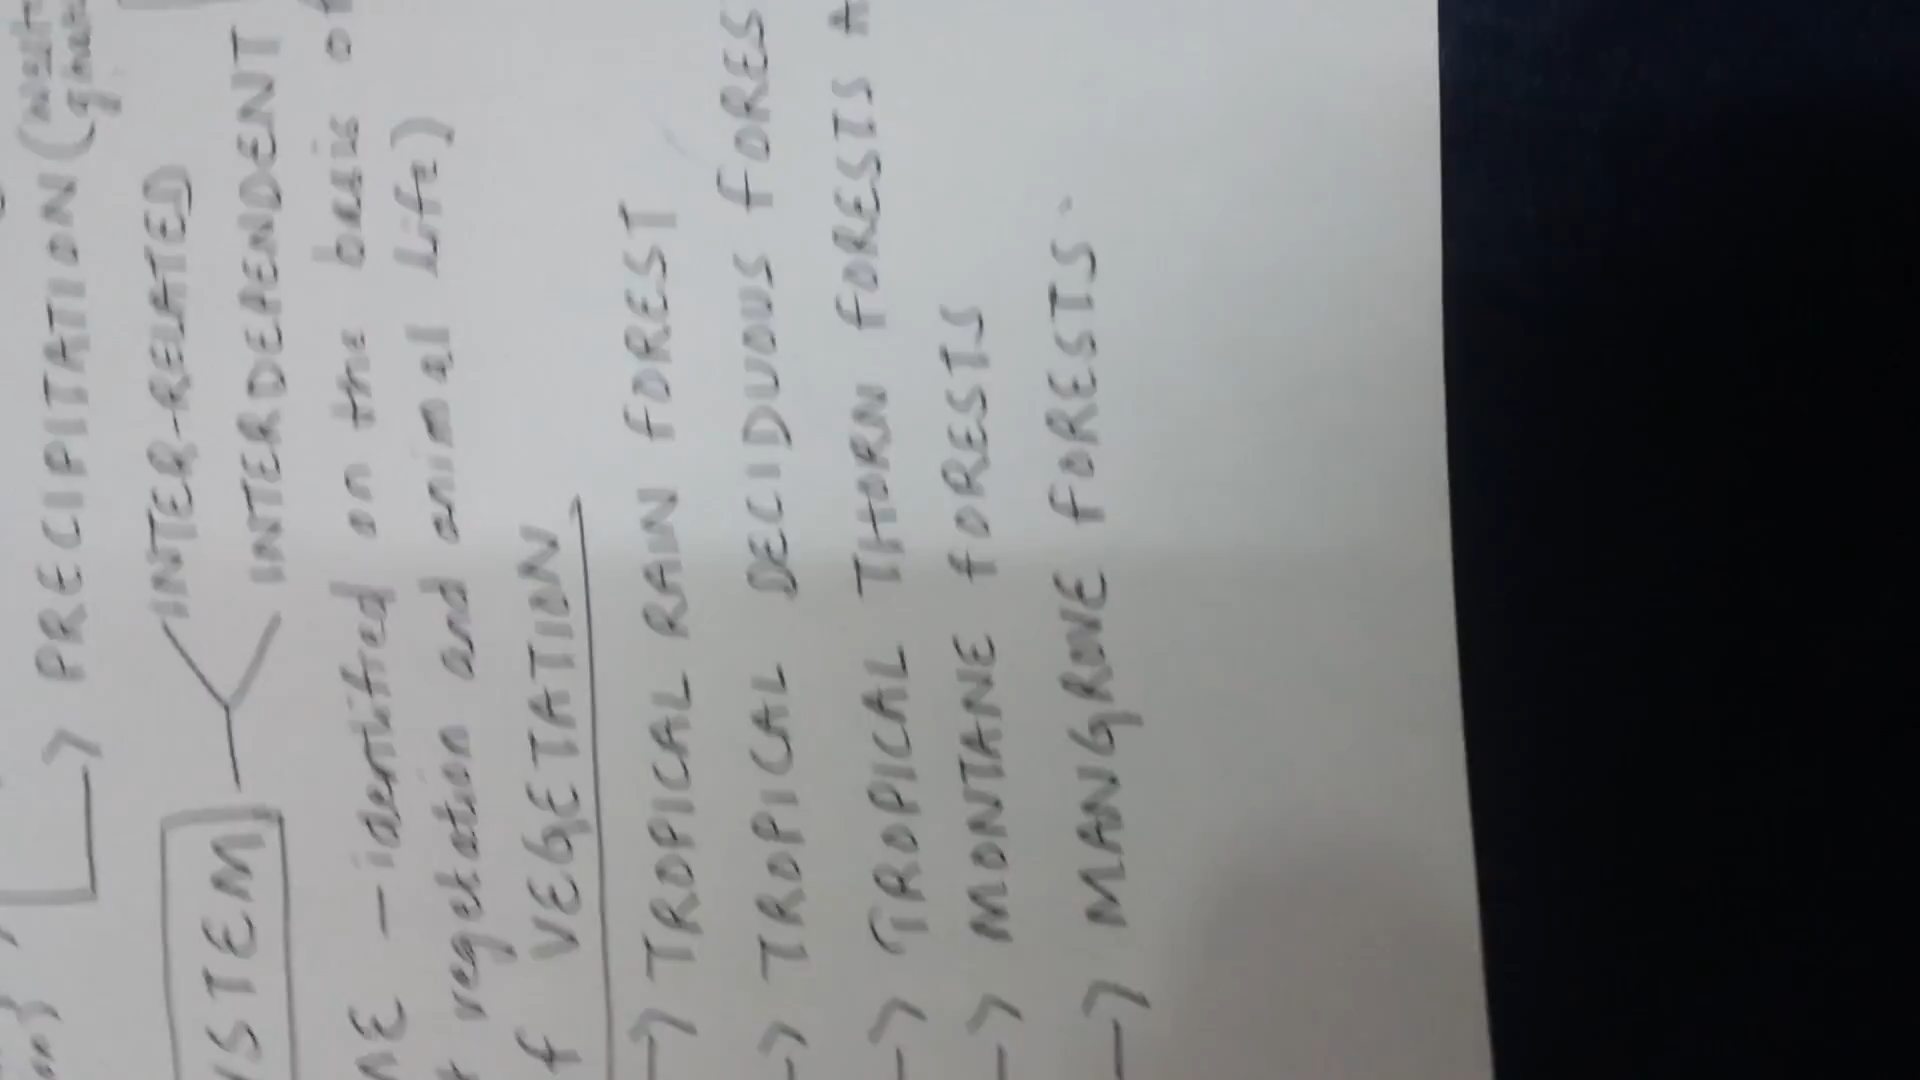 PRECIPITATION (
INTER-RELATED
INTERDEPENDENT
YSTEM
ME - identified on the basis of
vegetation and animal life)
f VEGETATION
→ TROPICAL RAIN FOREST
→ TROPICAL DECIDUOUS FORES
→ TROPICAL THORN FORESTS A
→ MONTANE FORESTS
→ MANGROVE FORESTS.